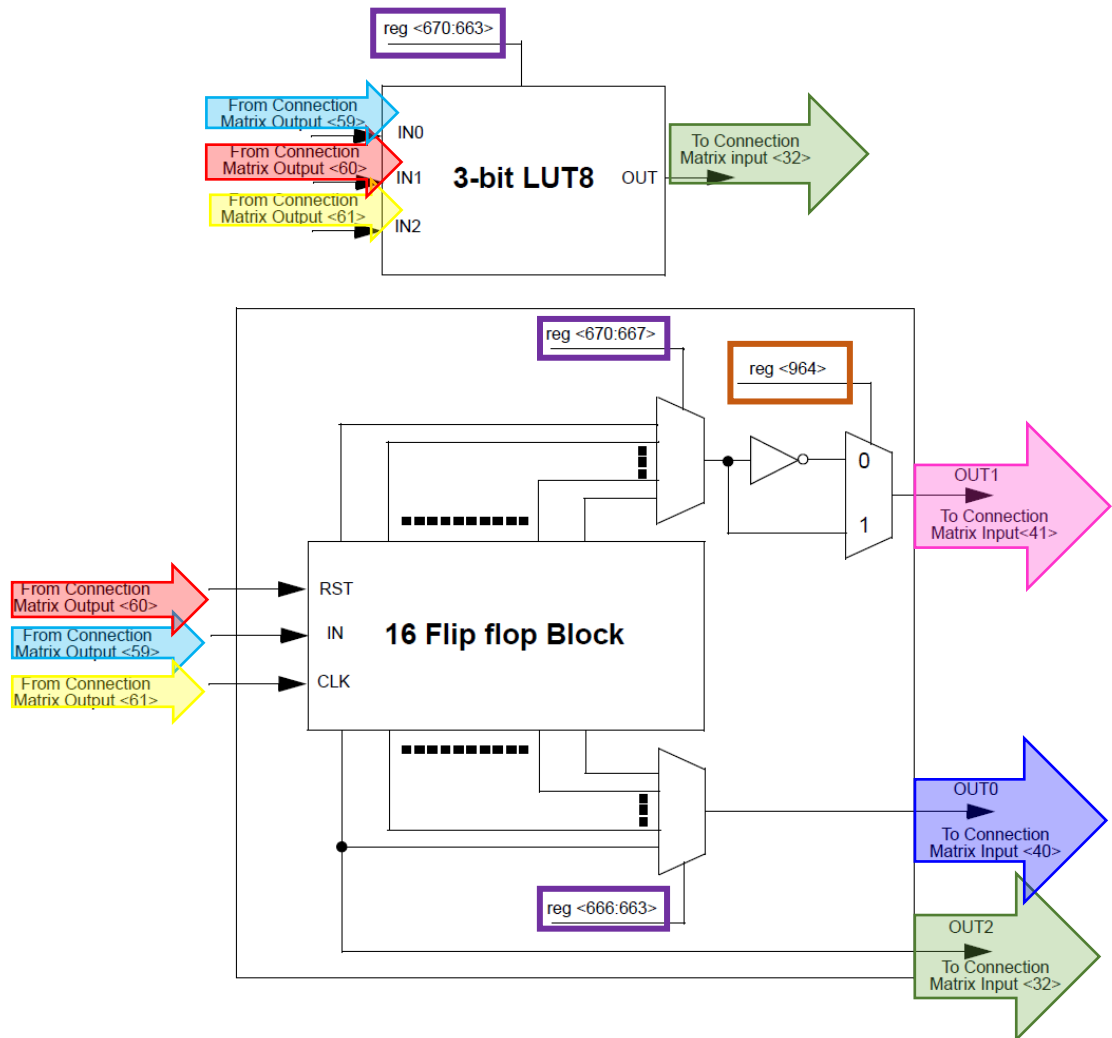 reg <670:663>
From Connection
Matrix Output <59>
IN0
From Connection
Matrix Output <60>
IN1
From Connection
Matrix Output <61>
IN2
3-bit LUT8
OUT
To Connection
Matrix input <32>
reg <670:667>
reg <964>
0
1
OUT1
To Connection
Matrix Input<41>
From Connection
Matrix Output <60>
RST
From Connection
Matrix Output <59>
IN
From Connection
Matrix Output <61>
CLK
16 Flip flop Block
OUT0
To Connection
Matrix Input <40>
reg <666:663>
OUT2
To Connection
Matrix Input <32>